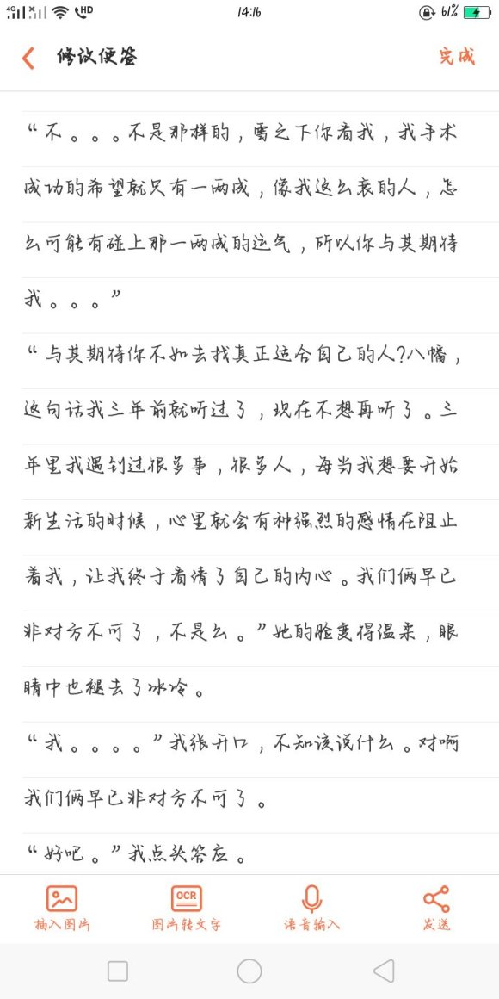 4G HD 14:16 61%
修改便签 完成
“不。。。不是那样的，雪之下你看我，我手术
成功的希望就只有一两成，像我这么衰的人，怎
么可能有碰上那一两成的运气，所以你与其期待
我。。。”
“与其期待你不如去找真正适合自己的人?八幡，
这句话我三年前就听过了，现在不想再听了。三
年里我遇到过很多事，很多人，每当我想要开始
新生活的时候，心里就会有种强烈的感情在阻止
着我，让我终于看清了自己的内心。我们俩早已
非对方不可了，不是么。”她的脸变得温柔，眼
睛中也褪去了冰冷。
“我。。。。”我张开口，不知该说什么。对啊
我们俩早已非对方不可了。
“好吧。”我点头答应。
OCR
插入图片 图片转文字 语音输入 发送